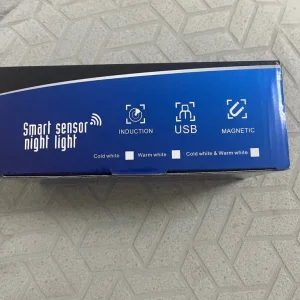 Smart sensor
night light
INDUCTION
USB
MAGNETIC
Cold white
Warm white
Cold white & Warm white